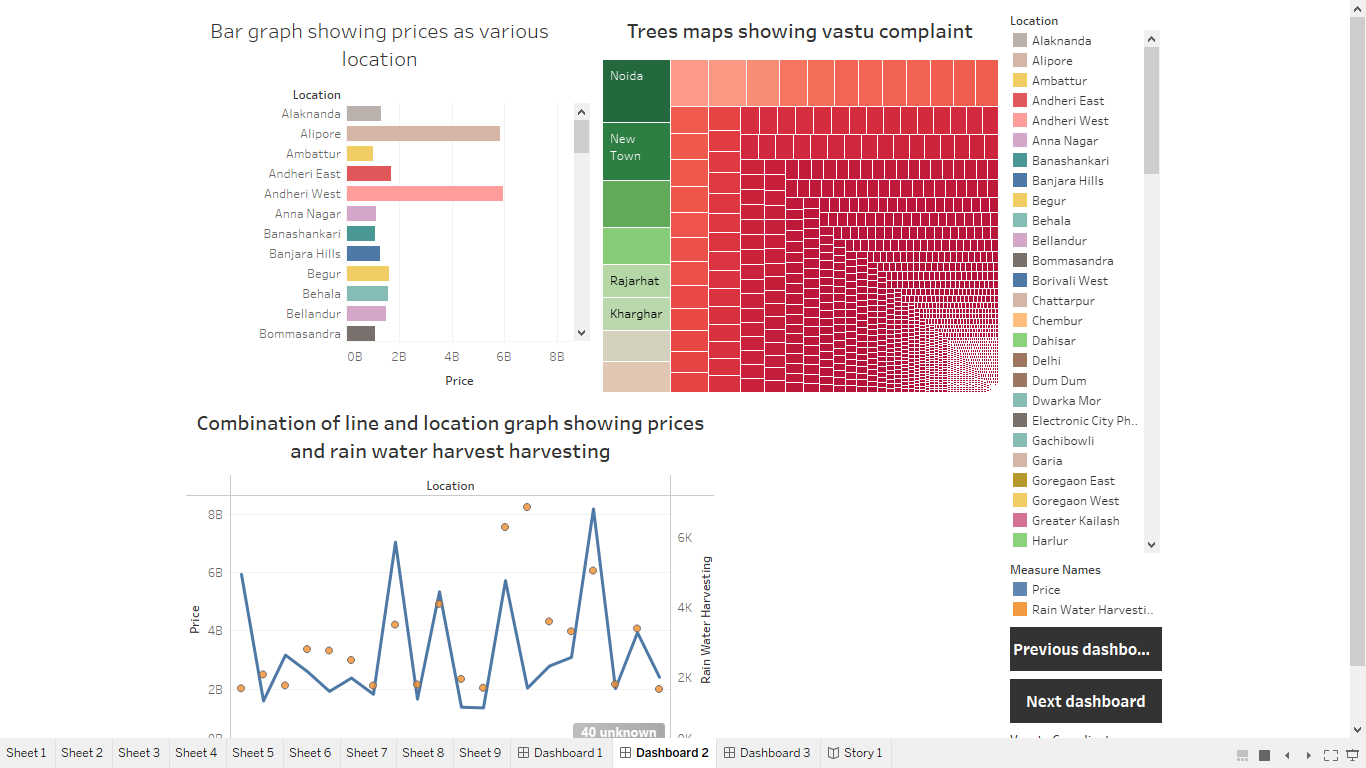 Bar graph showing prices as various
location
Location
Alaknanda
Alipore
Ambattur
Andheri East
Andheri West
Anna Nagar
Banashankari
Banjara Hills
Begur
Behala
Bellandur
Bommasandra
0B 2B 4B 6B 8B
Price
Trees maps showing vastu complaint
Noida
New
Town
Rajarhat
Kharghar
Combination of line and location graph showing prices
and rain water harvest harvesting
Location
8B
6B
4B
2B
Price
6K
4K
2K
0K
Rain Water Harvesting
40 unknown
Location
Alaknanda
Alipore
Ambattur
Andheri East
Andheri West
Anna Nagar
Banashankari
Banjara Hills
Begur
Behala
Bellandur
Bommasandra
Borivali West
Chattarpur
Chembur
Dahisar
Delhi
Dum Dum
Dwarka Mor
Electronic City Ph..
Gachibowli
Garia
Goregaon East
Goregaon West
Greater Kailash
Harlur
Measure Names
Price
Rain Water Harvesti..
Previous dashbo...
Next dashboard
Sheet 1 Sheet 2 Sheet 3 Sheet 4 Sheet 5 Sheet 6 Sheet 7 Sheet 8 Sheet 9 Dashboard 1 Dashboard 2 Dashboard 3 Story 1